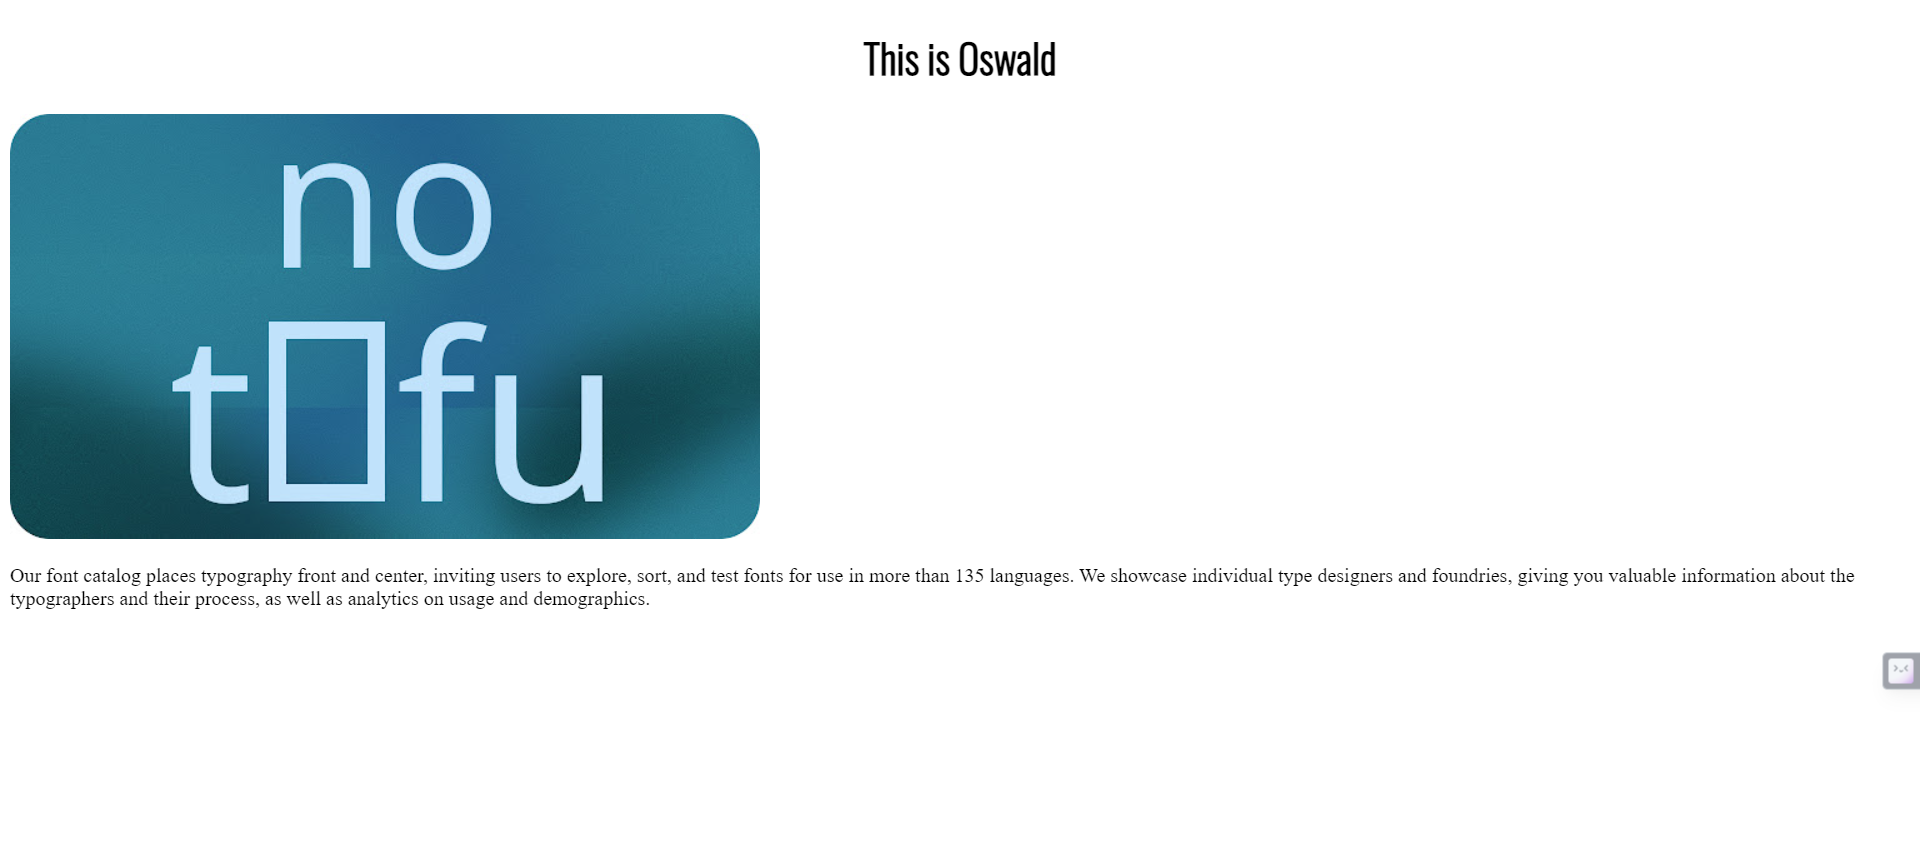 This is Oswald
no
t▯fu
Our font catalog places typography front and center, inviting users to explore, sort, and test fonts for use in more than 135 languages. We showcase individual type designers and foundries, giving you valuable information about the
typographers and their process, as well as analytics on usage and demographics.